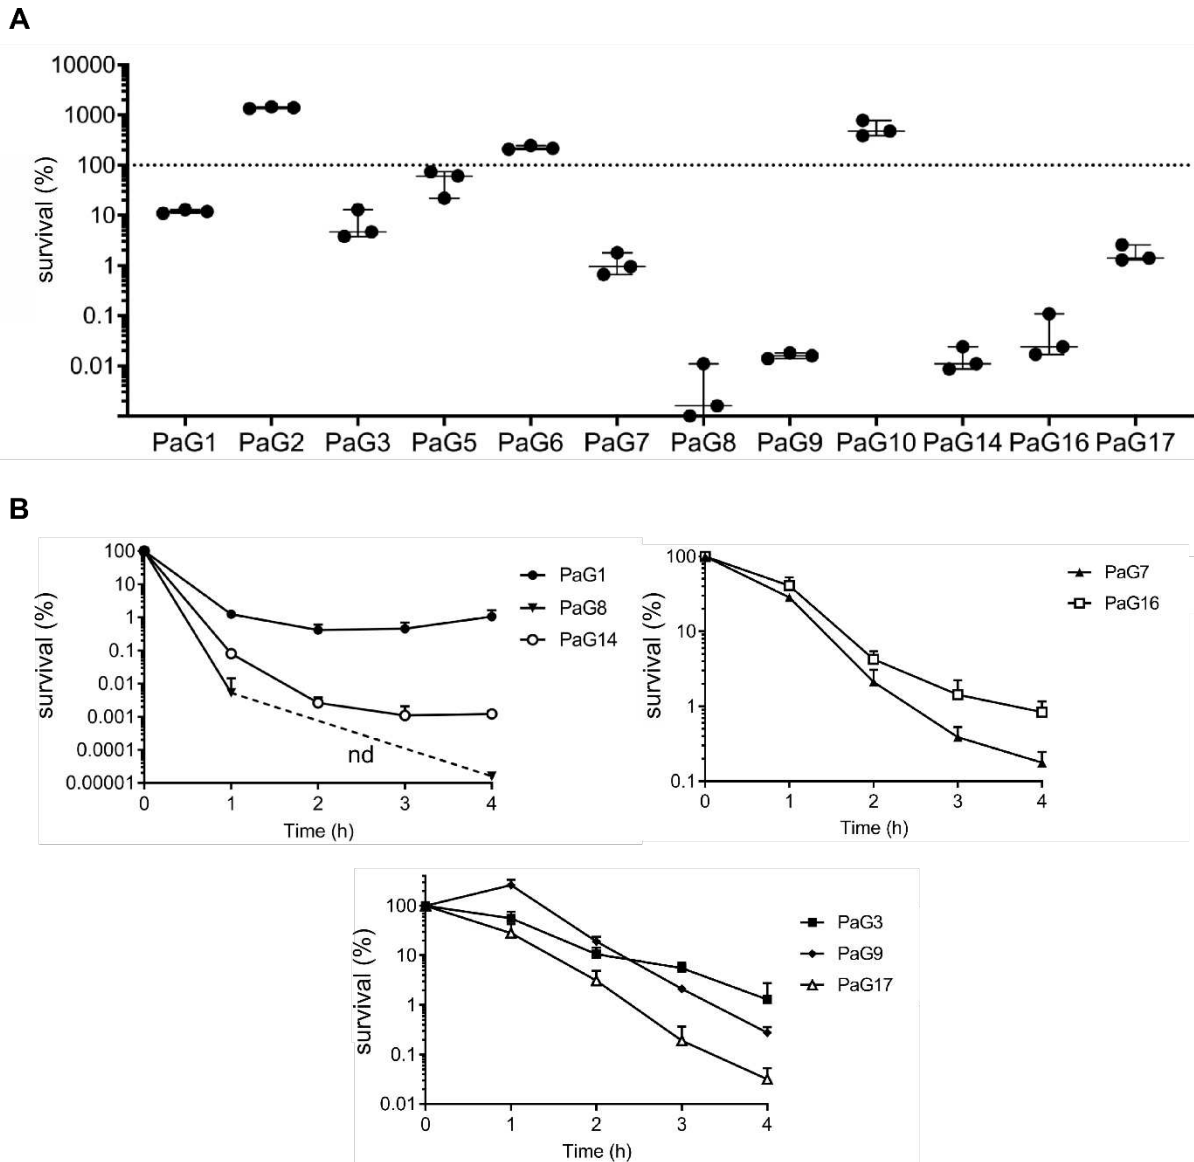 A
survival (%)
10000
1000
100
10
1
0.1
0.01
PaG1 PaG2 PaG3 PaG5 PaG6 PaG7 PaG8 PaG9 PaG10 PaG14 PaG16 PaG17
B
survival (%)
100
10
1
0.1
0.01
0.001
0.0001
0.00001
nd
0 1 2 3 4
Time (h)
PaG1
PaG8
PaG14
survival (%)
100
10
1
0.1
0 1 2 3 4
Time (h)
PaG7
PaG16
survival (%)
100
10
1
0.1
0.01
0 1 2 3 4
Time (h)
PaG3
PaG9
PaG17